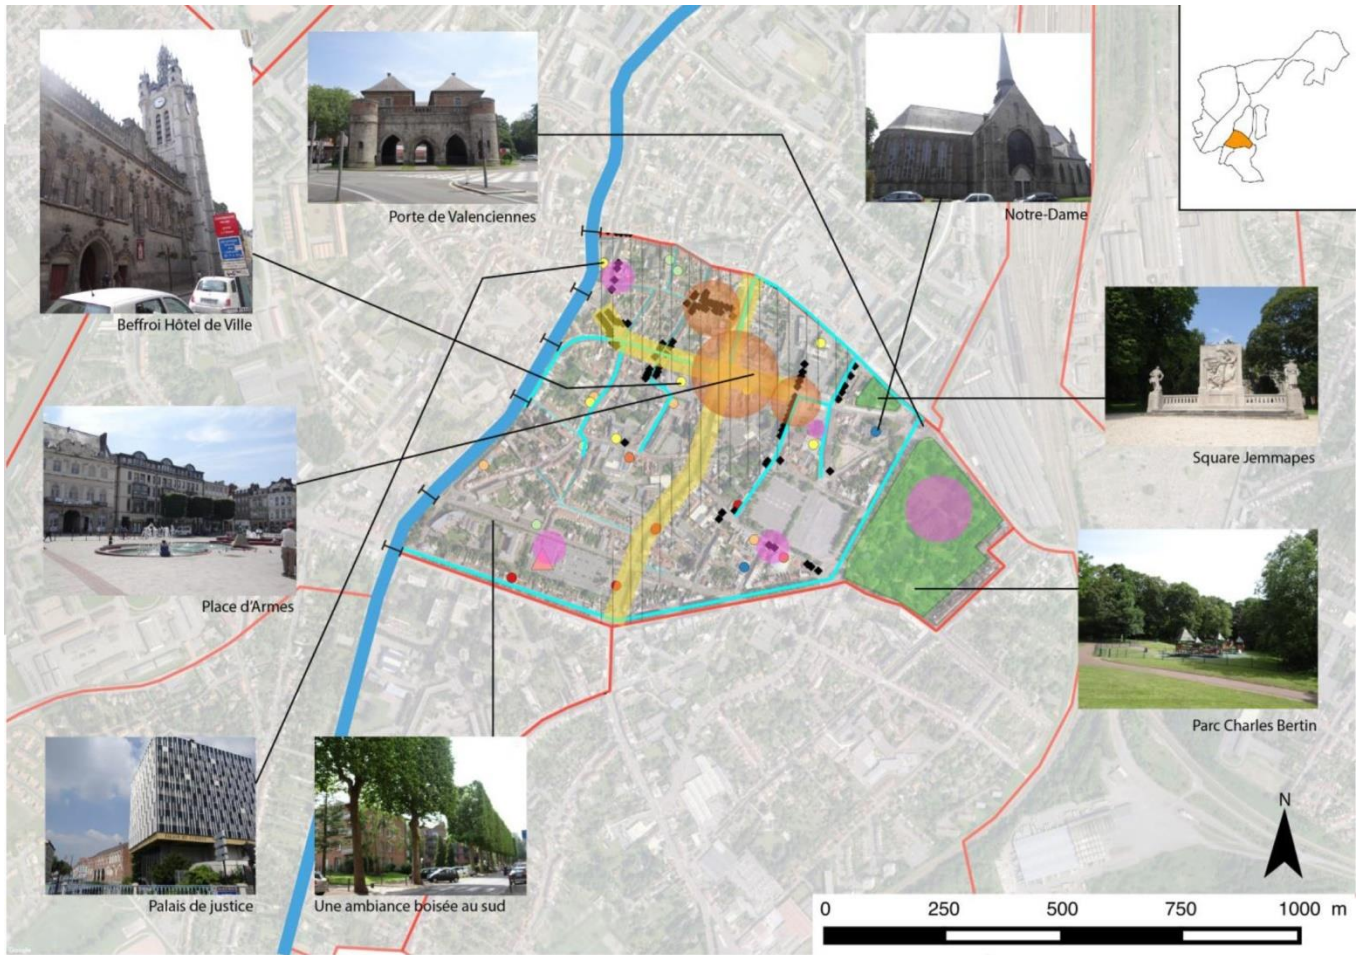 Porte de Valenciennes
Notre-Dame
Beffroi Hôtel de Ville
Square Jemmapes
Place d'Armes
Parc Charles Bertin
Palais de justice
Une ambiance boisée au sud
N
0 250 500 750 1000 m